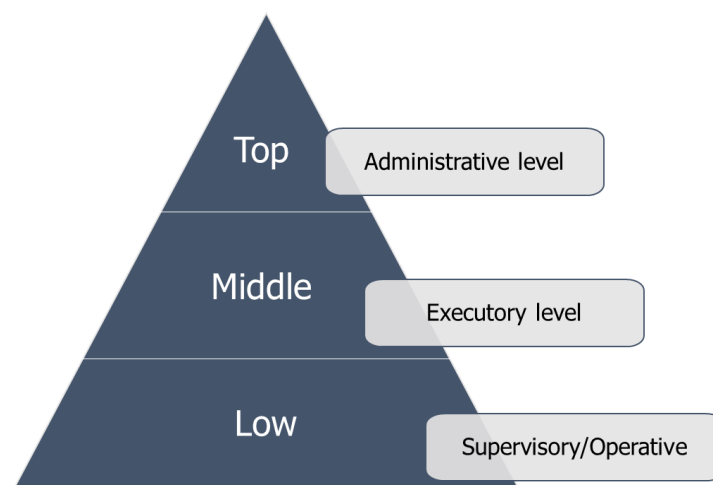 Top
Administrative level
Middle
Executory level
Low
Supervisory/Operative